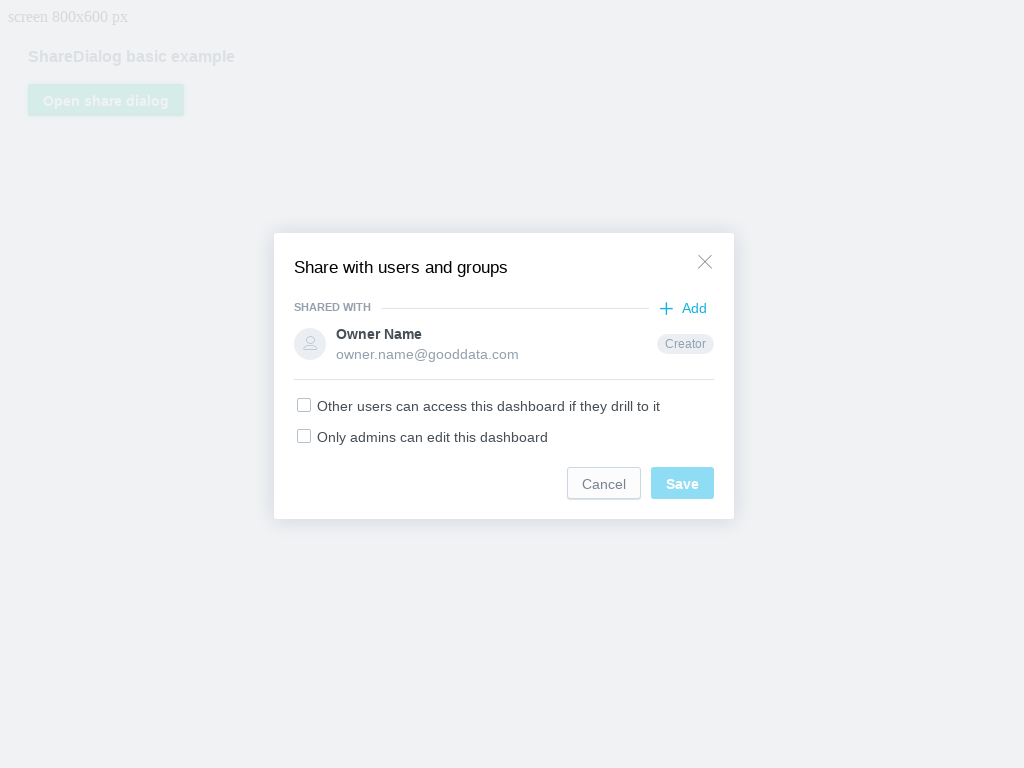 screen 800x600 px
ShareDialog basic example
Open share dialog
Share with users and groups
SHARED WITH
Add
Owner Name
owner.name@gooddata.com
Creator
Other users can access this dashboard if they drill to it
Only admins can edit this dashboard
Cancel
Save